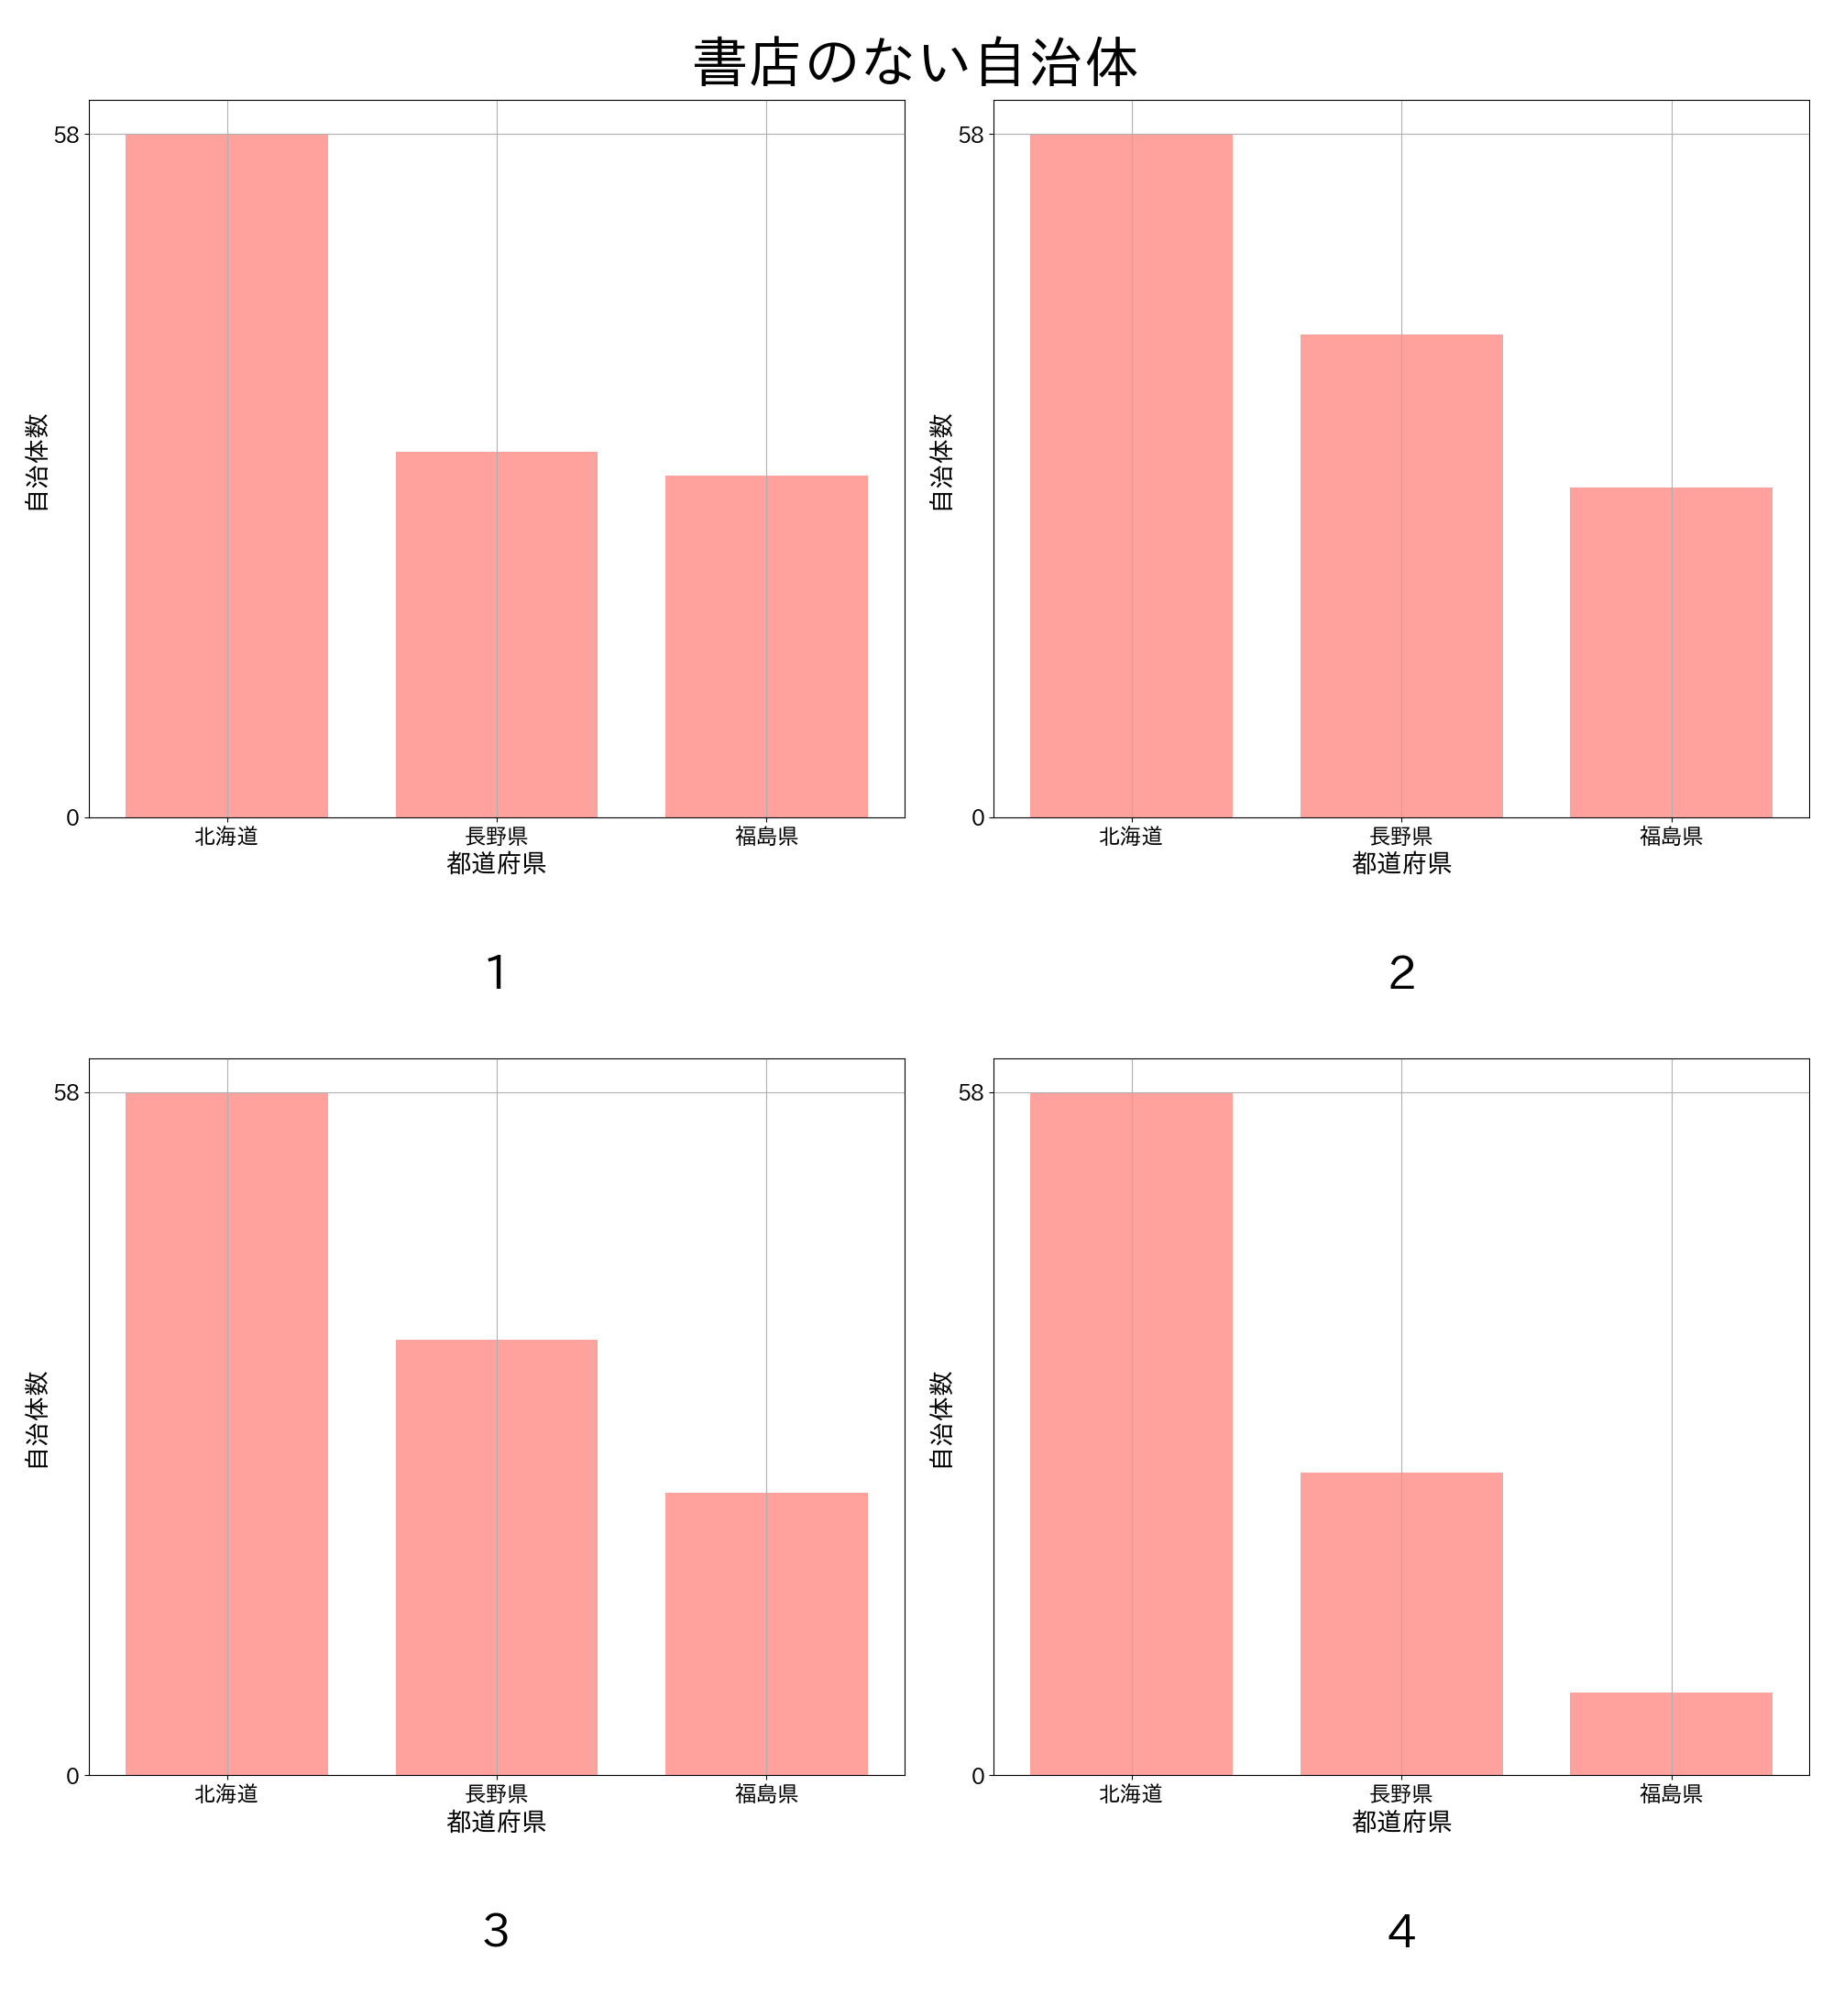 書店のない自治体
58
0
自治体数
北海道
長野県
福島県
都道府県
1
58
0
自治体数
北海道
長野県
福島県
都道府県
2
58
0
自治体数
北海道
長野県
福島県
都道府県
3
58
0
自治体数
北海道
長野県
福島県
都道府県
4